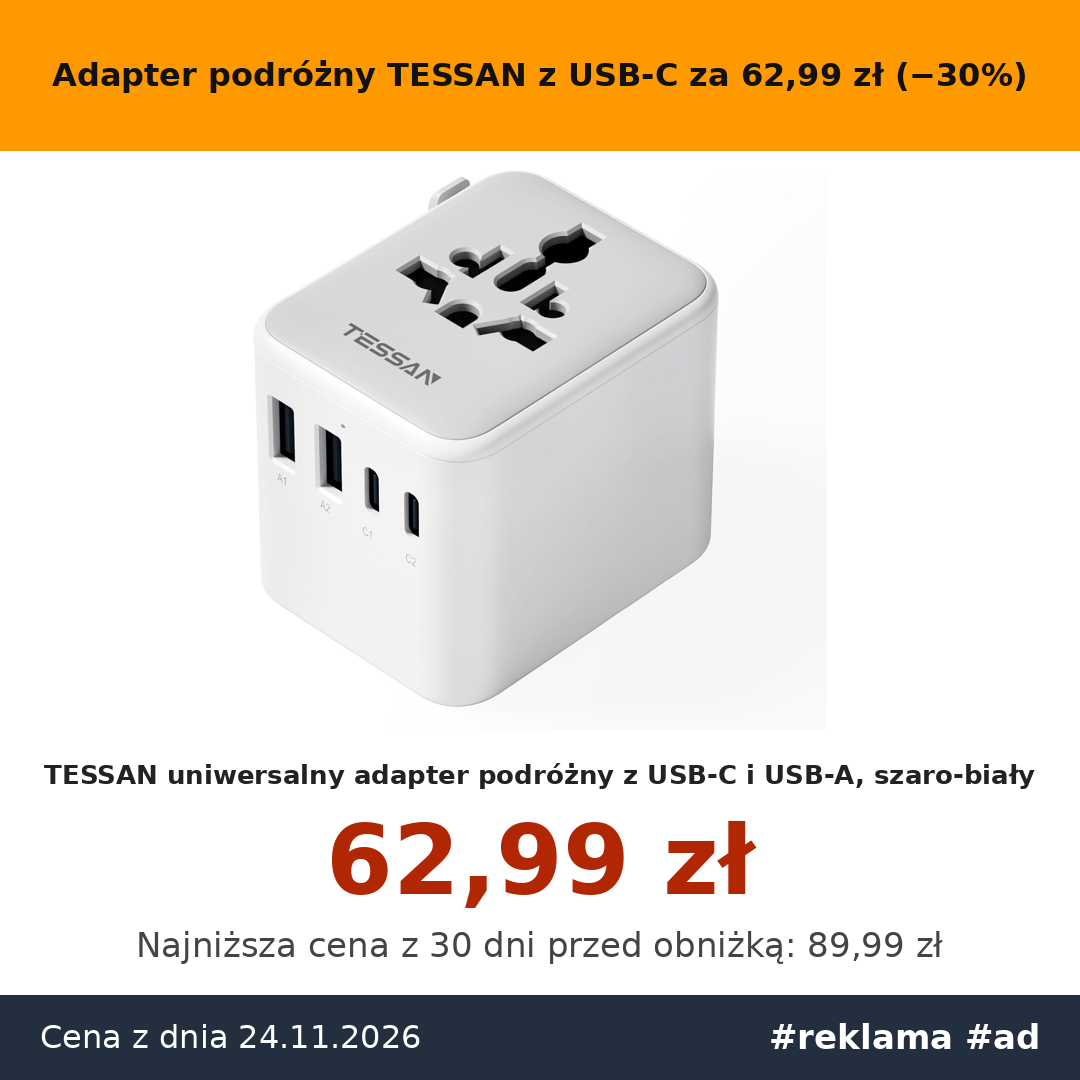 Adapter podróżny TESSAN z USB-C za 62,99 zł (−30%)
TESSAN
A1
A2
C1
C2
TESSAN uniwersalny adapter podróżny z USB-C i USB-A, szaro-biały
62,99 zł
Najniższa cena z 30 dni przed obniżką: 89,99 zł
Cena z dnia 24.11.2026
#reklama #ad